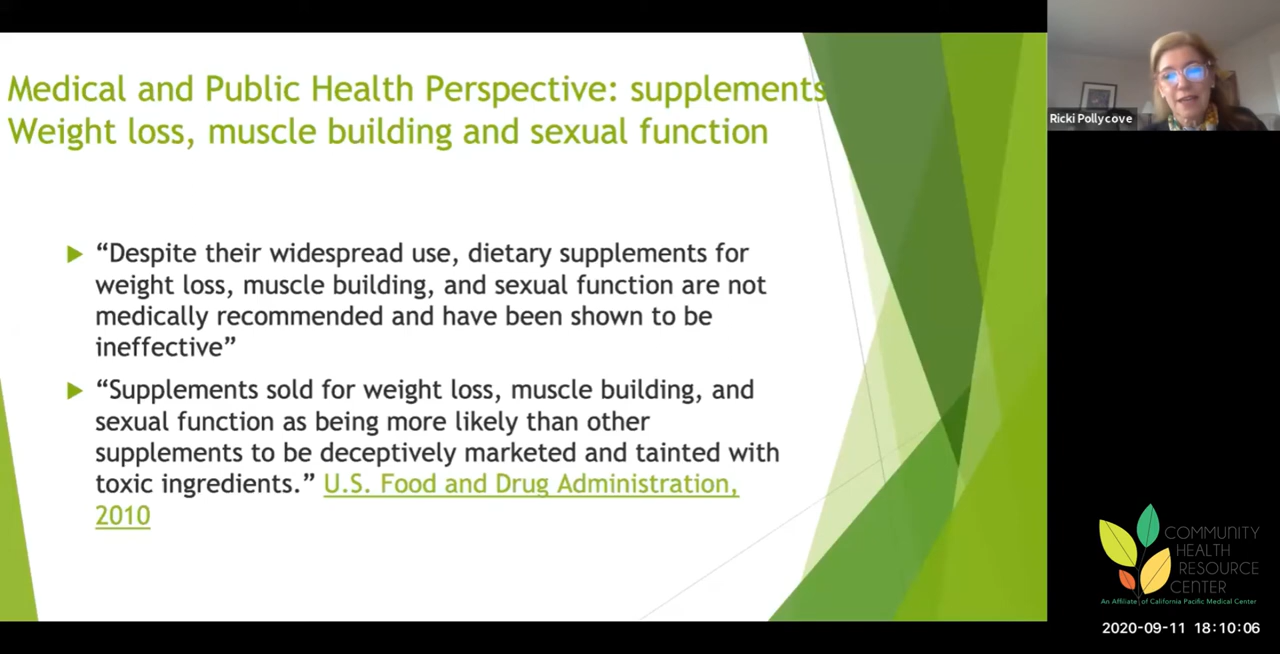 Medical and Public Health Perspective: supplements
Weight loss, muscle building and sexual function
“Despite their widespread use, dietary supplements for
weight loss, muscle building, and sexual function are not
medically recommended and have been shown to be
ineffective”
“Supplements sold for weight loss, muscle building, and
sexual function as being more likely than other
supplements to be deceptively marketed and tainted with
toxic ingredients.” U.S. Food and Drug Administration,
2010
Ricki Pollycove
COMMUNITY
HEALTH
RESOURCE
CENTER
An Affiliate of California Pacific Medical Center
2020-09-11 18:10:06